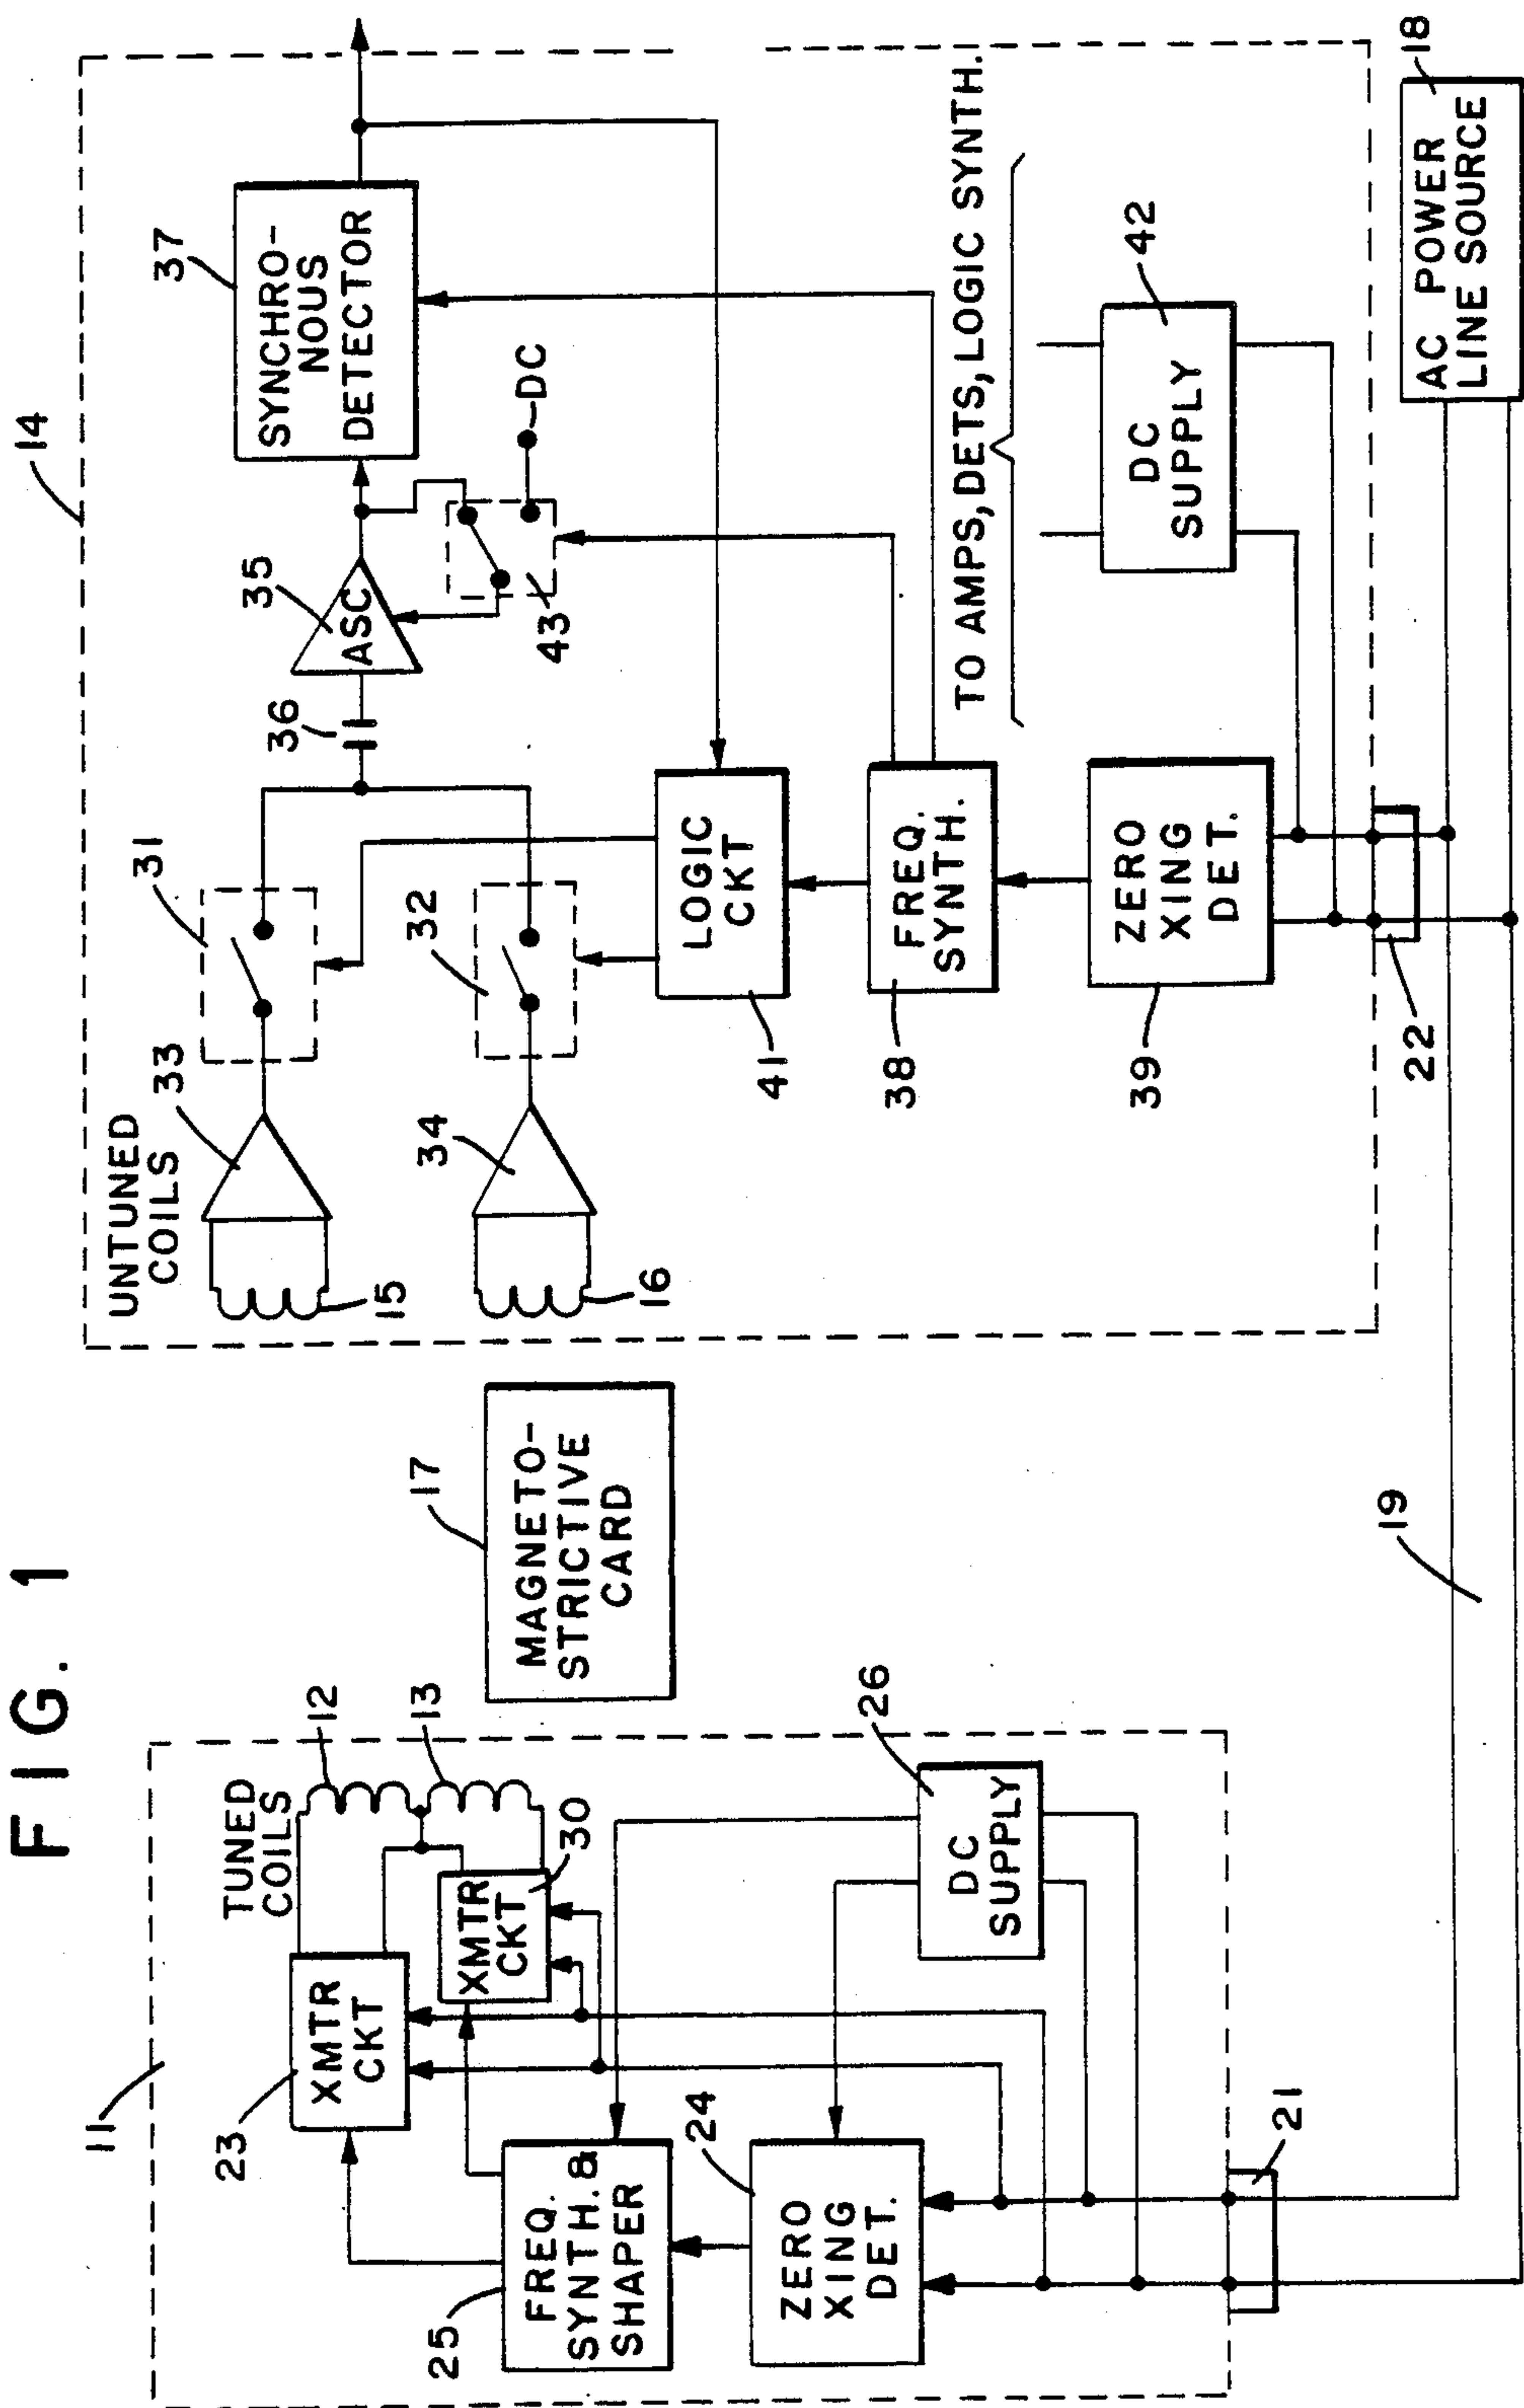 FIG. 1
11
23
XMTR
CKT
TUNED
COILS
12
13
XMTR
CKT
30
25
FREQ.
SYNTH. &
SHAPER
24
ZERO
XING
DET.
26
DC
SUPPLY
21
17
MAGNETO-
STRICTIVE
CARD
19
14
UNTUNED
COILS
15
33
31
16
34
32
36
35
ASC
43
DC
37
SYNCHRO-
NOUS
DETECTOR
41
LOGIC
CKT
38
FREQ.
SYNTH.
39
ZERO
XING
DET.
TO AMPS, DETS, LOGIC SYNTH.
42
DC
SUPPLY
22
18
AC POWER
LINE SOURCE